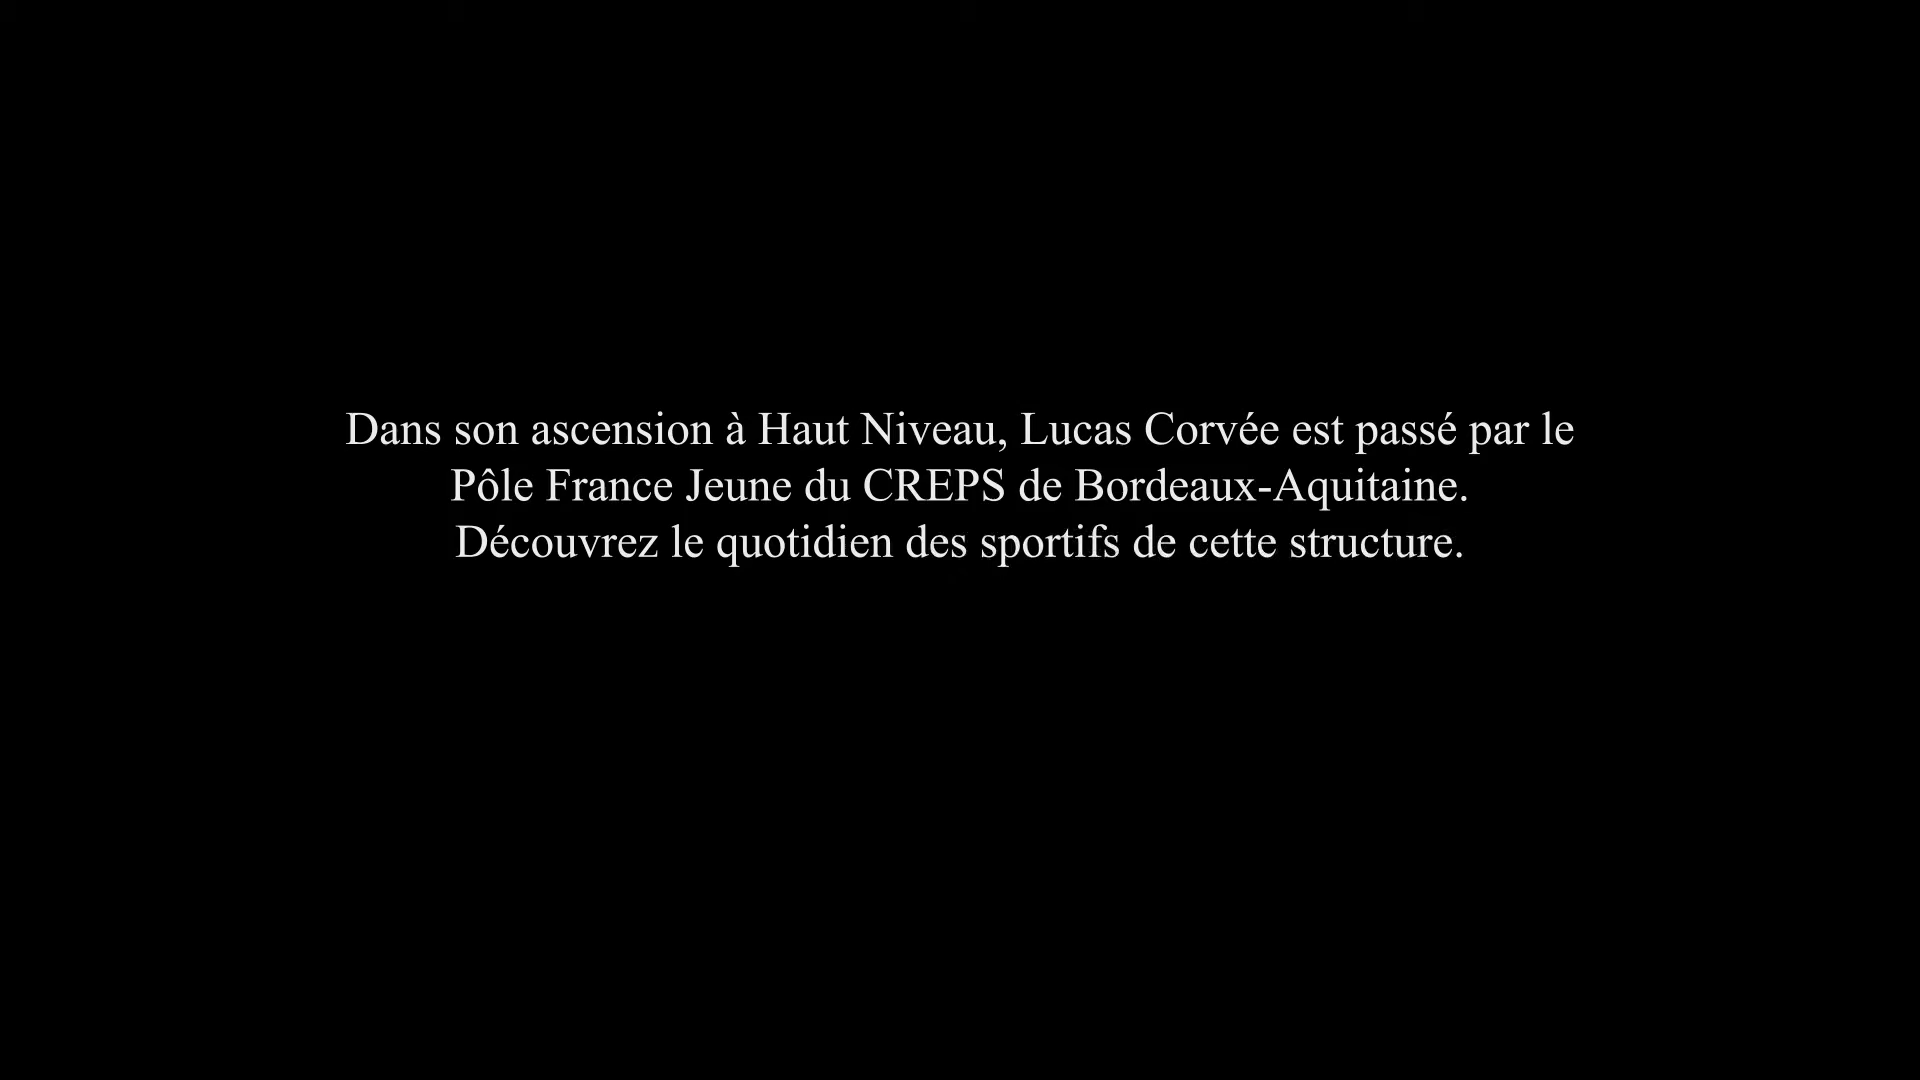 Dans son ascension à Haut Niveau, Lucas Corvée est passé par le
Pôle France Jeune du CREPS de Bordeaux-Aquitaine.
Découvrez le quotidien des sportifs de cette structure.